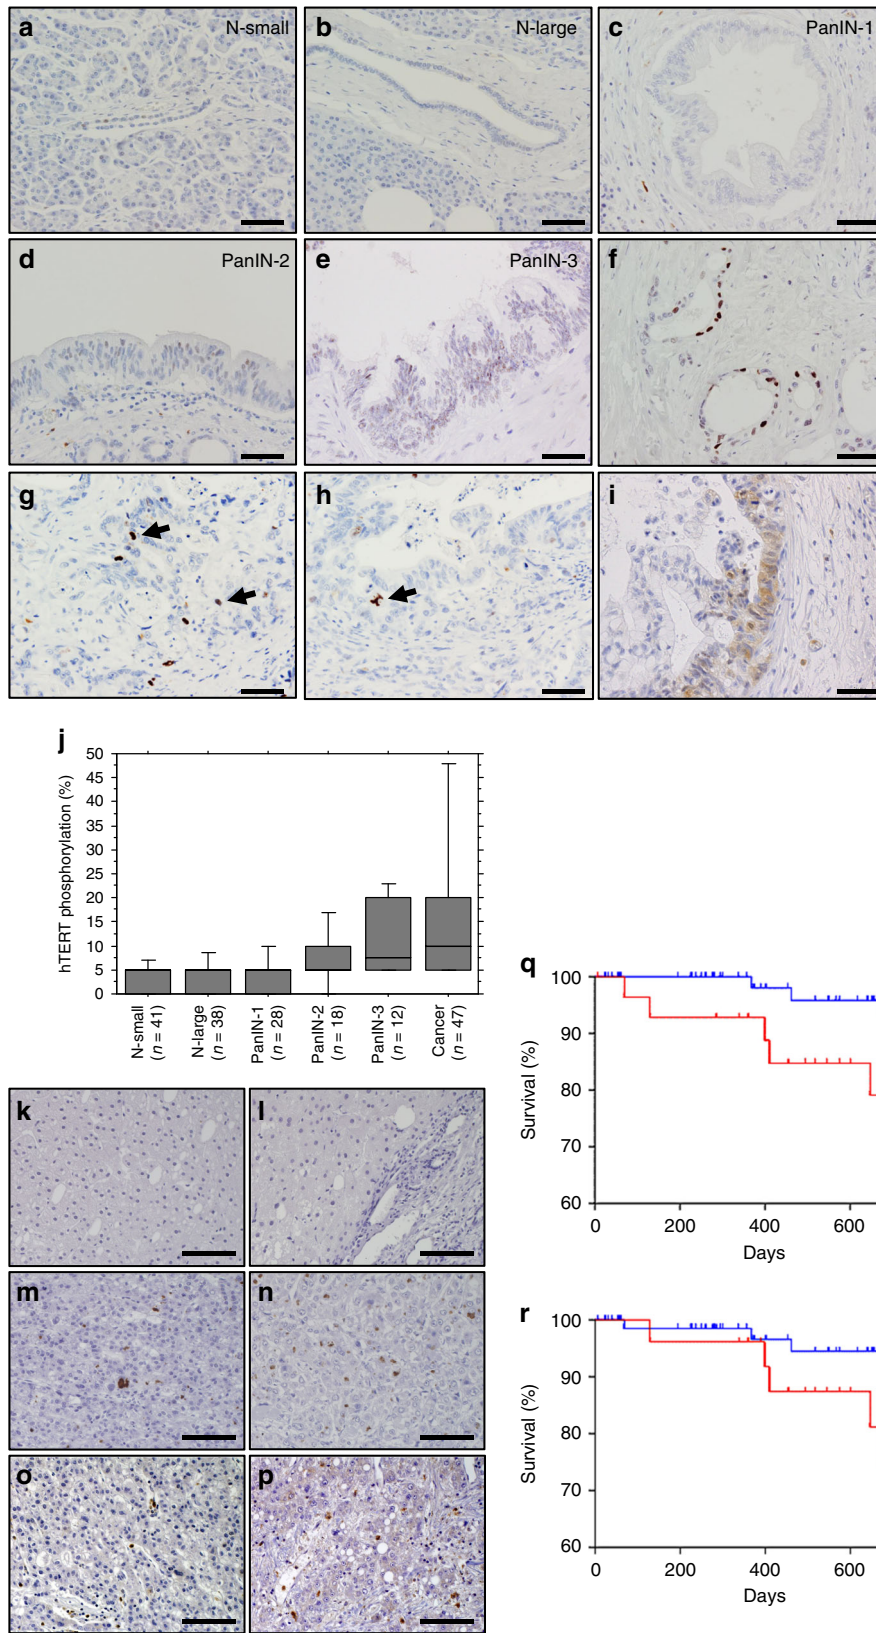 a N-small
b N-large
c PanIN-1
d PanIN-2
e PanIN-3
f
g
h
i
j
hTERT phosphorylation (%)
50
45
40
35
30
25
20
15
10
5
0
N-small (n = 41)
N-large (n = 38)
PanIN-1 (n = 28)
PanIN-2 (n = 18)
PanIN-3 (n = 12)
Cancer (n = 47)
k
l
m
n
o
p
q
Survival (%)
100
90
80
70
60
0 200 400 600
Days
r
Survival (%)
100
90
80
70
60
0 200 400 600
Days